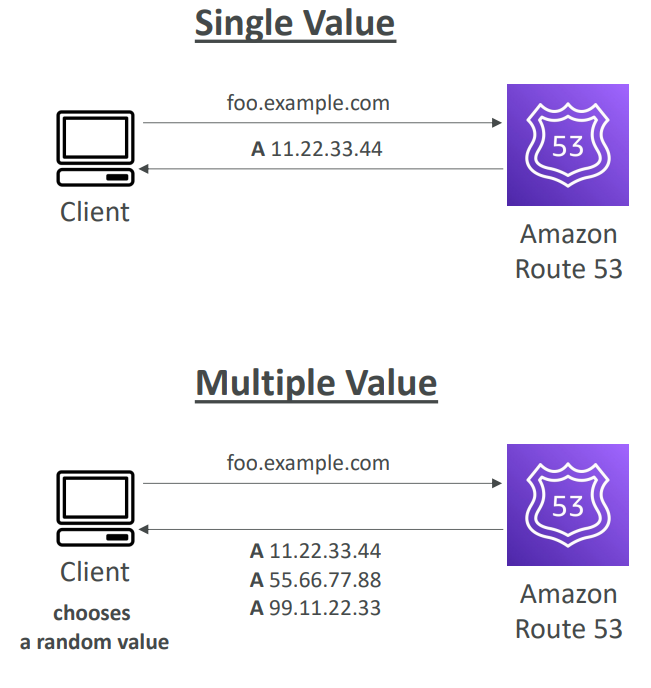 Single Value
foo.example.com
A 11.22.33.44
53
Client
Amazon
Route 53
Multiple Value
foo.example.com
53
A 11.22.33.44
A 55.66.77.88
A 99.11.22.33
Client
chooses
a random value
Amazon
Route 53